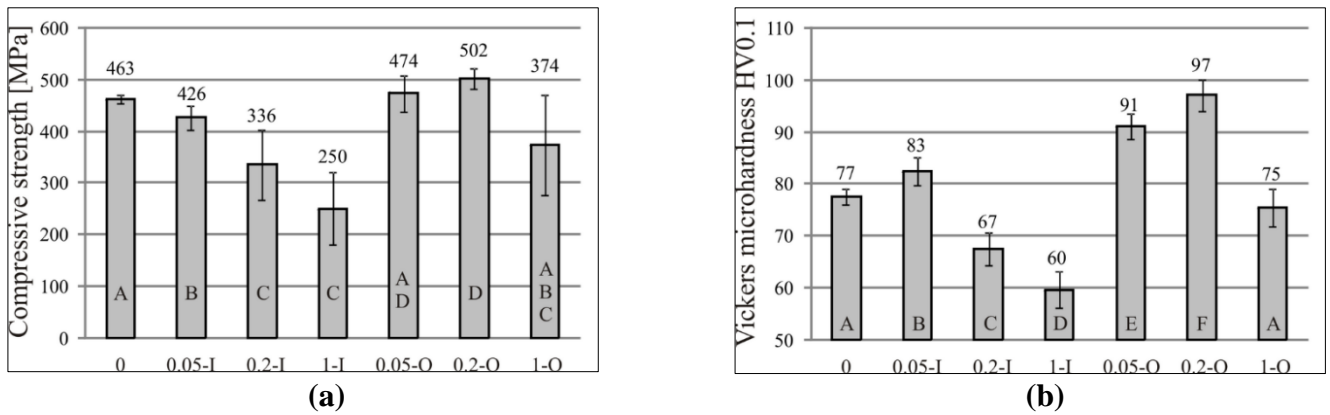 Compressive strength [MPa]
600
500
400
300
200
100
0
463
426
336
250
474
502
374
A
B
C
C
A
D
D
A
B
C
0
0.05-I
0.2-I
1-I
0.05-O
0.2-O
1-O
(a)
Vickers microhardness HV0.1
110
100
90
80
70
60
50
77
83
67
60
91
97
75
A
B
C
D
E
F
A
0
0.05-I
0.2-I
1-I
0.05-O
0.2-O
1-O
(b)